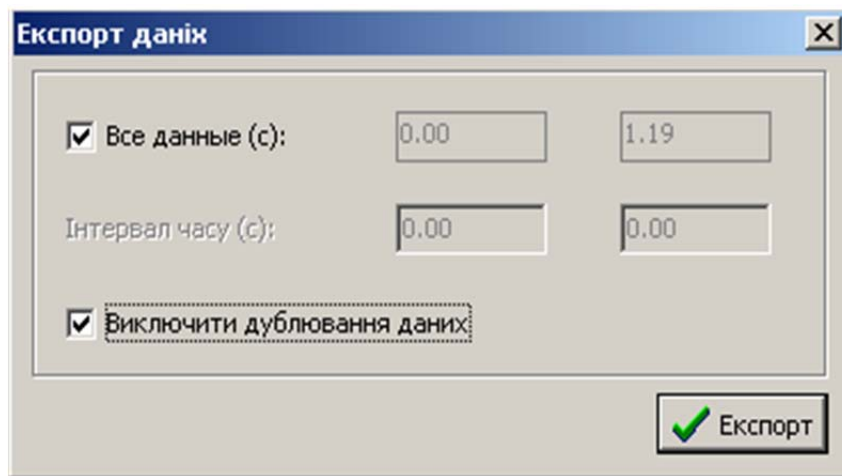 Експорт даніх
Все данные (с): 0.00 1.19
Інтервал часу (с): 0.00 0.00
Виключити дублювання даних
Експорт